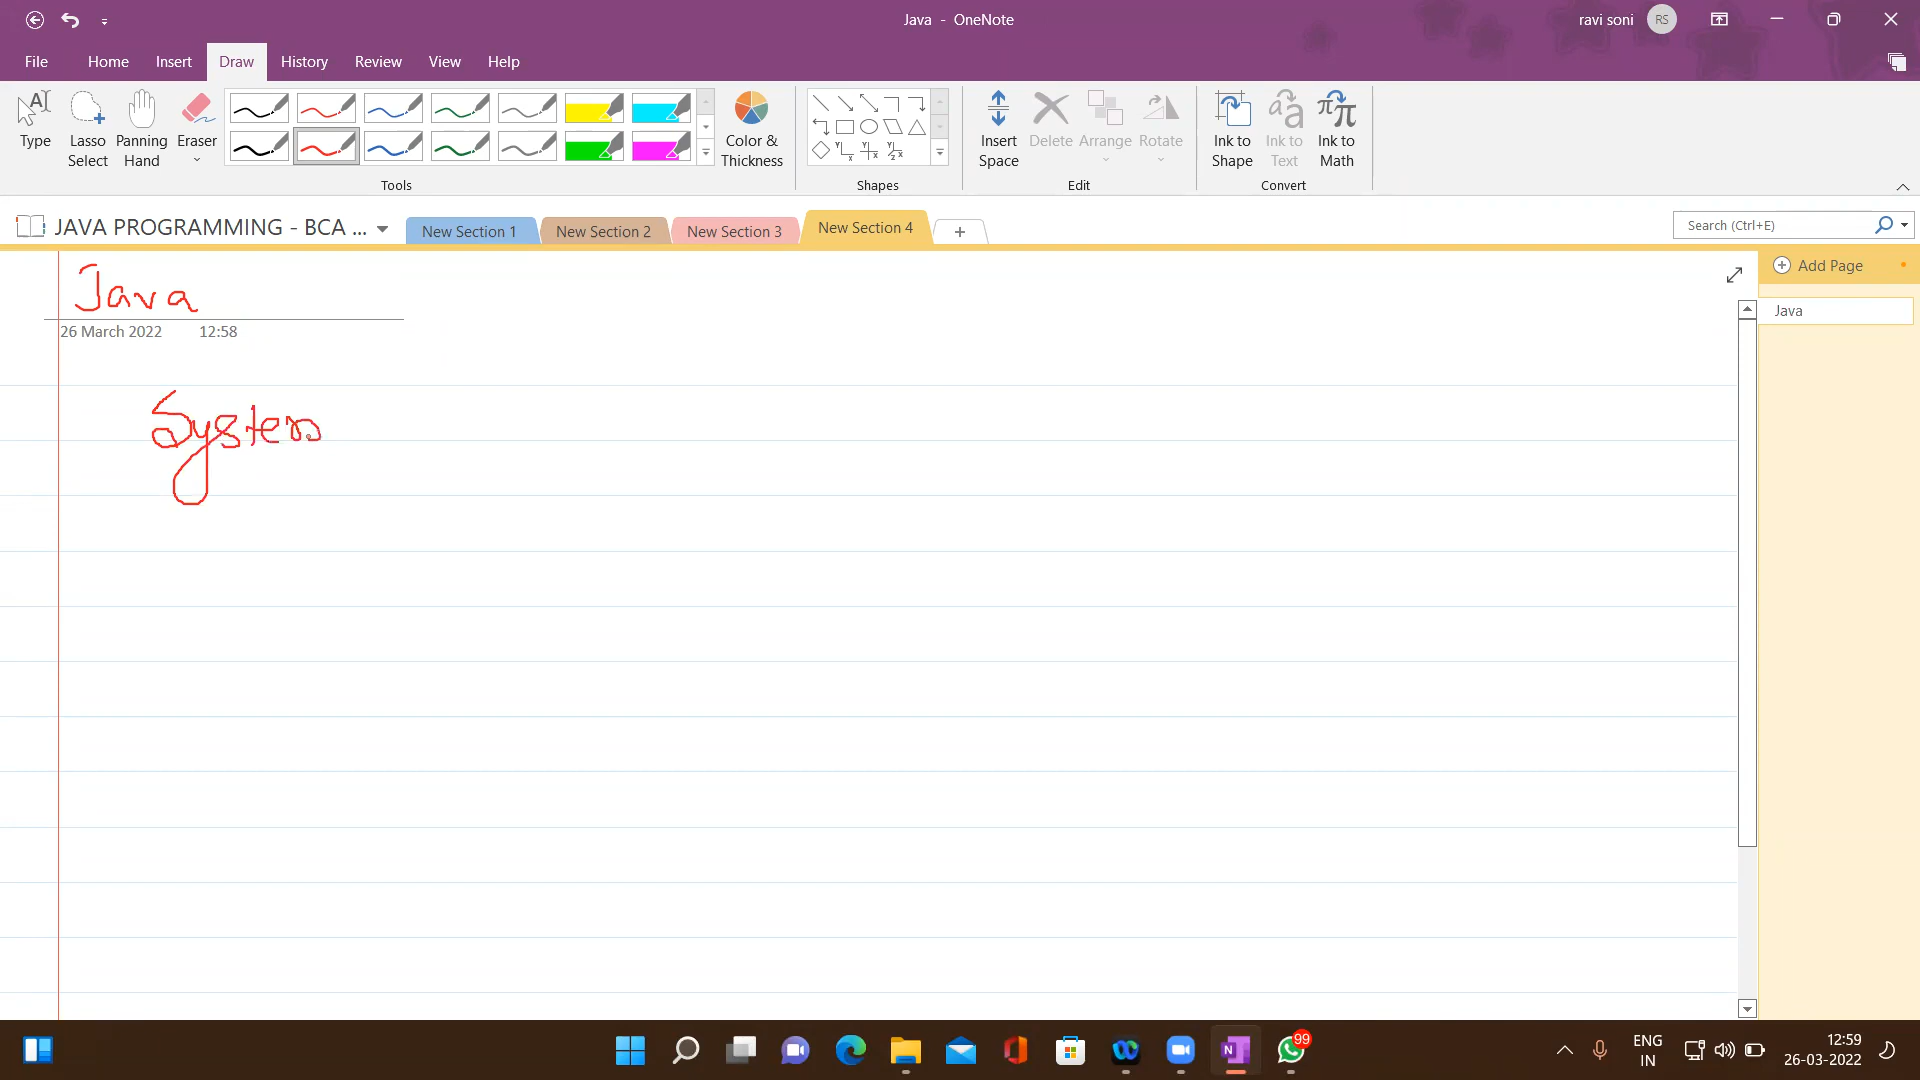 Java - OneNote
ravi soni RS
File Home Insert Draw History Review View Help
Type
Lasso Select
Panning Hand
Eraser
Color & Thickness
Insert Space
Delete
Arrange
Rotate
Ink to Shape
Ink to Text
Ink to Math
Tools Shapes Edit Convert
JAVA PROGRAMMING - BCA ... New Section 1 New Section 2 New Section 3 New Section 4 Search (Ctrl+E)
Java
26 March 2022 12:58
Add Page
Java
System
99
ENG
IN
12:59
26-03-2022